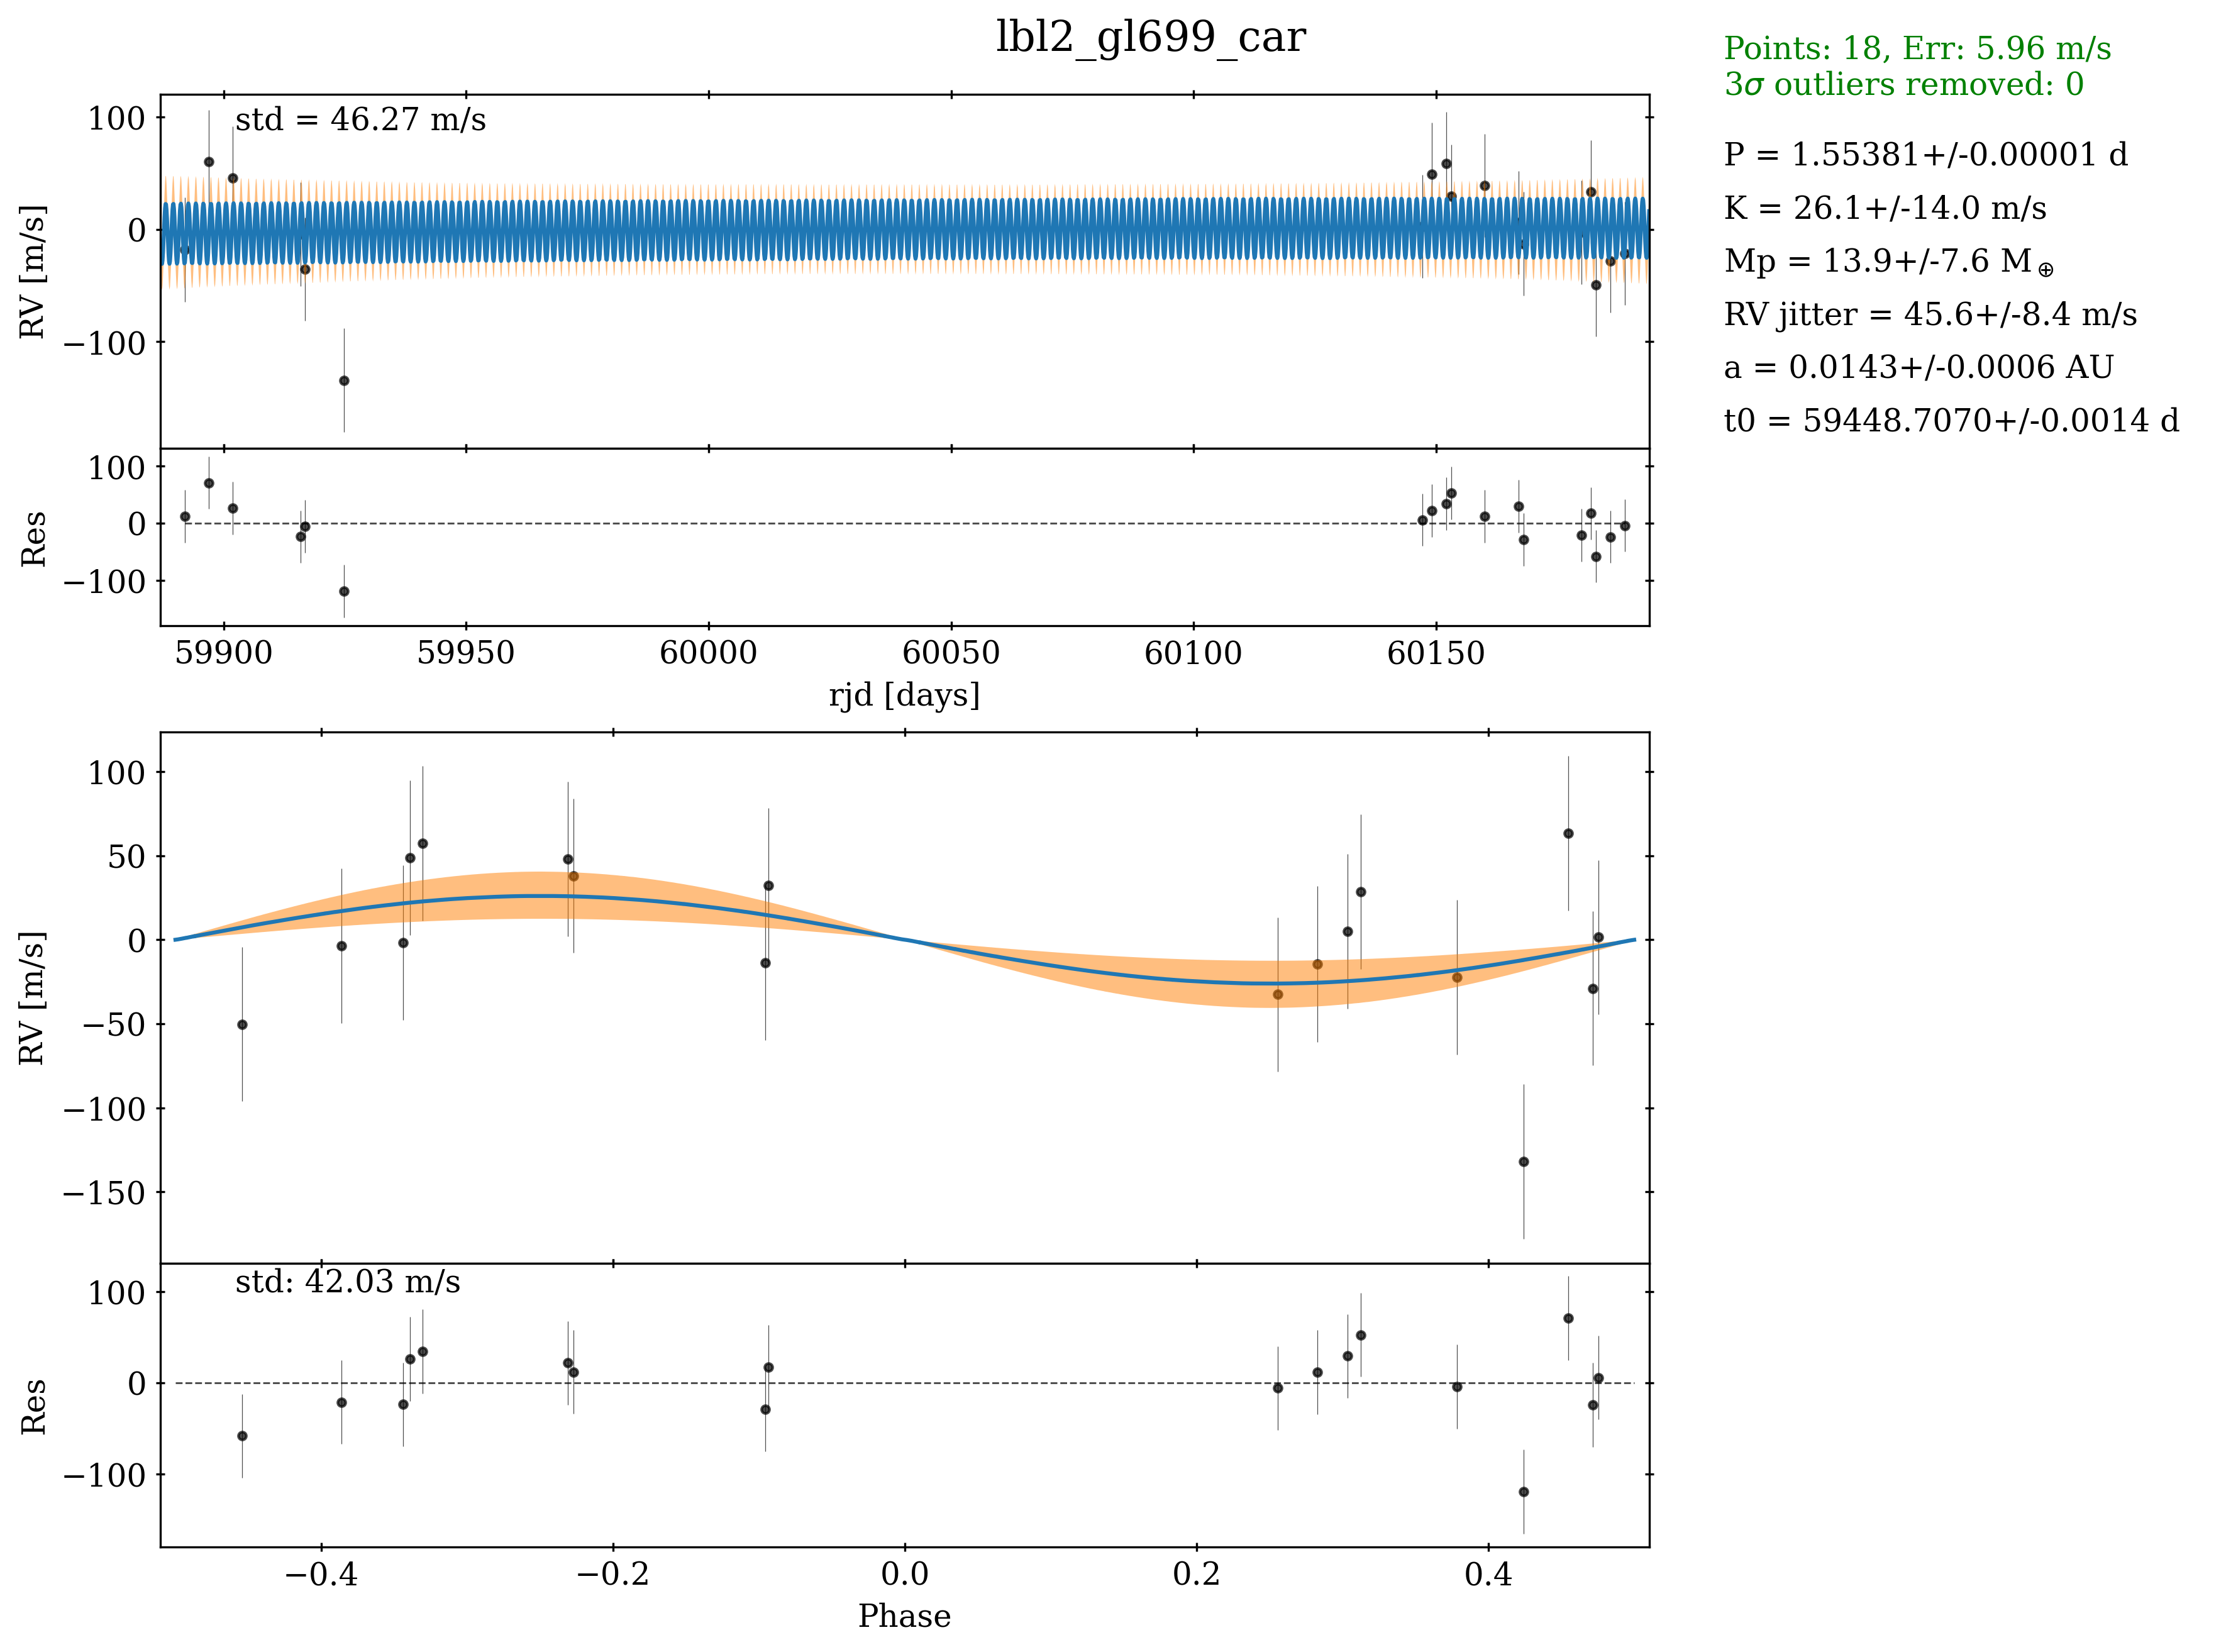 lbl2_gl699_car
Points: 18, Err: 5.96 m/s
3σ outliers removed: 0
P = 1.55381+/-0.00001 d
K = 26.1+/-14.0 m/s
Mp = 13.9+/-7.6 M⊕
RV jitter = 45.6+/-8.4 m/s
a = 0.0143+/-0.0006 AU
t0 = 59448.7070+/-0.0014 d
std = 46.27 m/s
100
0
−100
RV [m/s]
100
0
−100
Res
59900 59950 60000 60050 60100 60150
rjd [days]
100
50
0
−50
−100
−150
RV [m/s]
std: 42.03 m/s
100
0
−100
Res
−0.4 −0.2 0.0 0.2 0.4
Phase